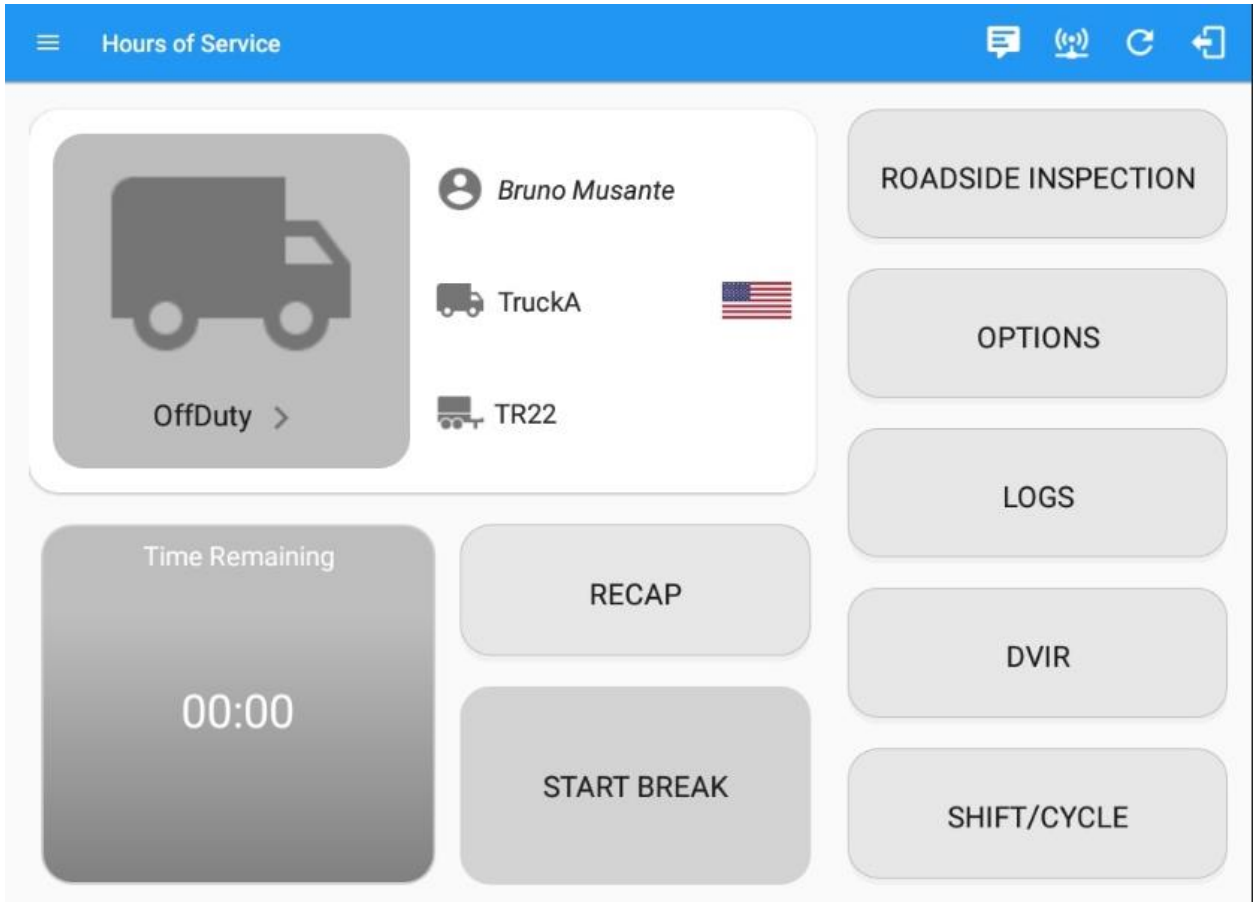 Hours of Service
Bruno Musante
TruckA
TR22
OffDuty
Time Remaining
00:00
RECAP
START BREAK
ROADSIDE INSPECTION
OPTIONS
LOGS
DVIR
SHIFT/CYCLE